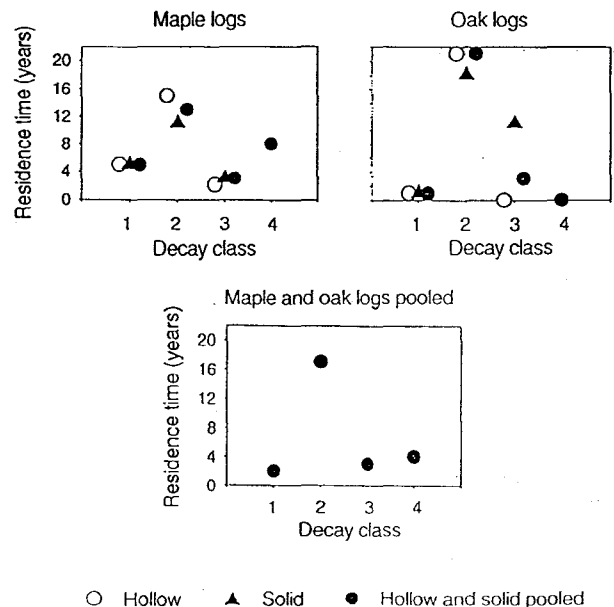 Maple logs
Residence time (years)
20
16
12
8
4
0
1 2 3 4
Decay class
Oak logs
1 2 3 4
Decay class
Maple and oak logs pooled
Residence time (years)
20
16
12
8
4
0
1 2 3 4
Decay class
Hollow Solid Hollow and solid pooled